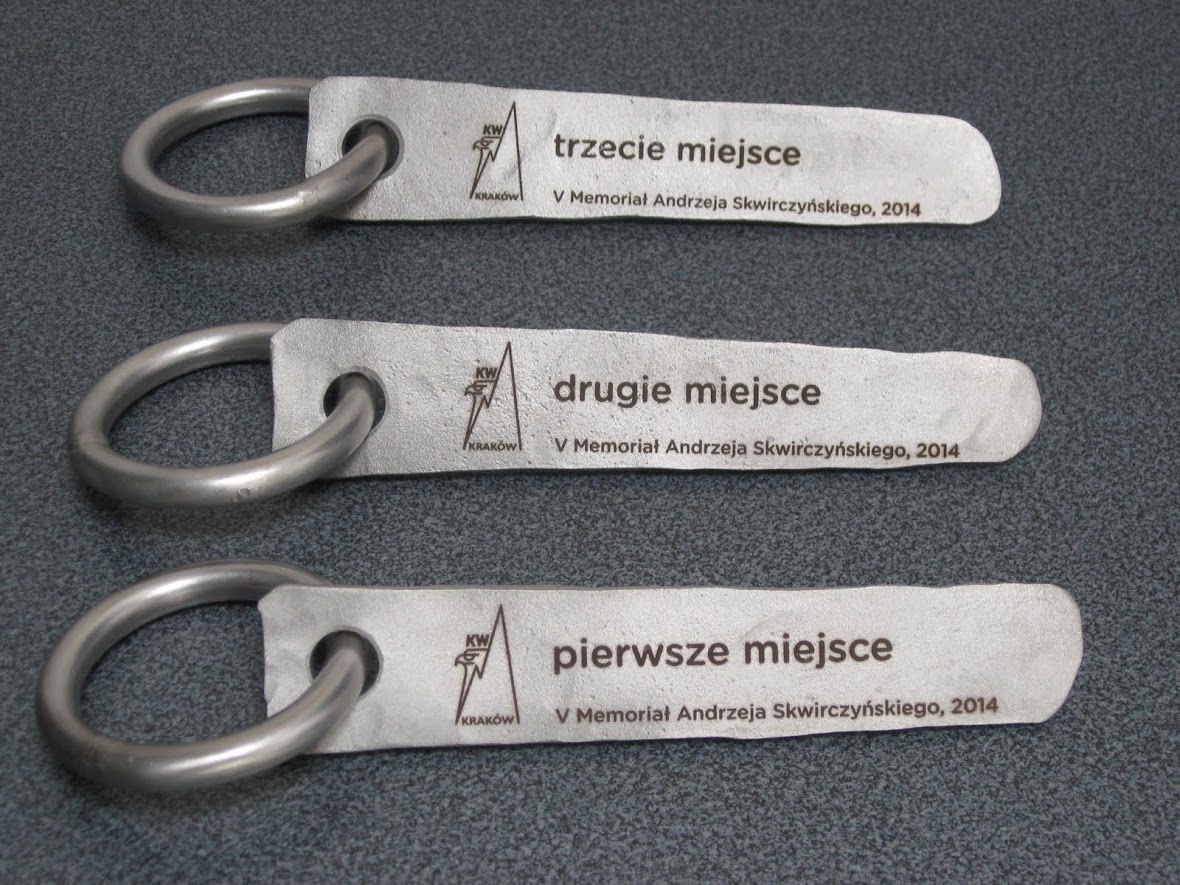 KW
KRAKÓW
trzecie miejsce
V Memoriał Andrzeja Skwirczyńskiego, 2014
KW
KRAKÓW
drugie miejsce
V Memoriał Andrzeja Skwirczyńskiego, 2014
KW
KRAKÓW
pierwsze miejsce
V Memoriał Andrzeja Skwirczyńskiego, 2014